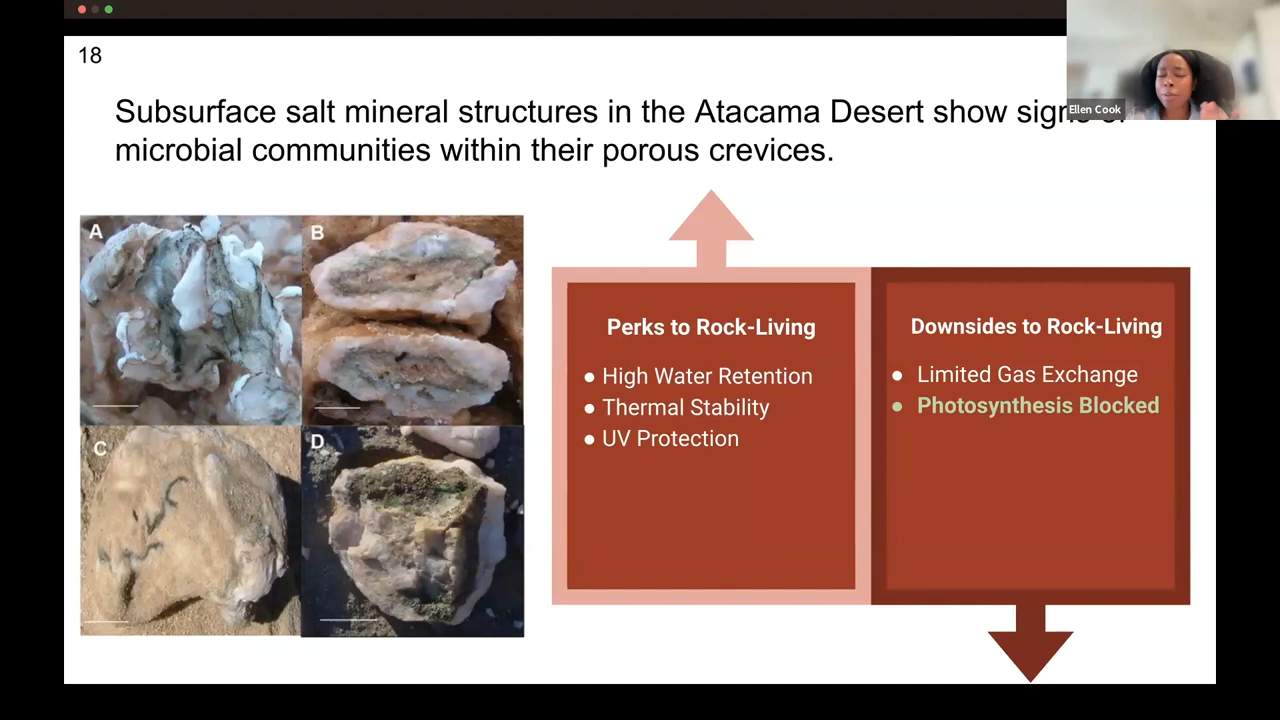 18
Ellen Cook
Subsurface salt mineral structures in the Atacama Desert show signs of
microbial communities within their porous crevices.
A
B
C
D
Perks to Rock-Living
● High Water Retention
● Thermal Stability
● UV Protection
Downsides to Rock-Living
● Limited Gas Exchange
● Photosynthesis Blocked